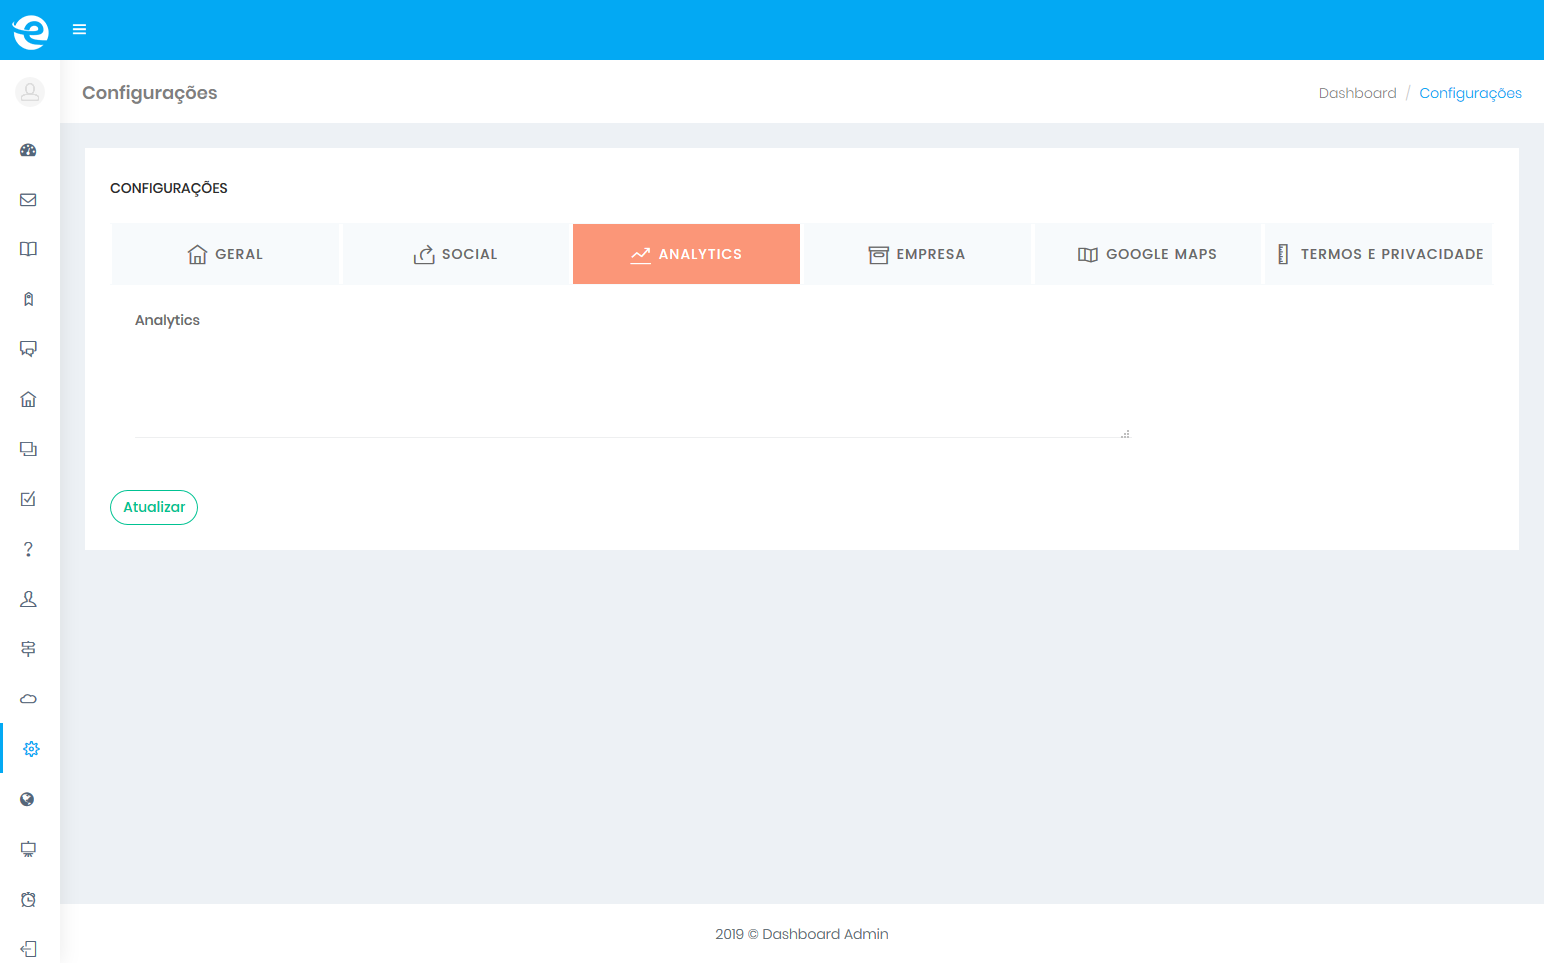 Configurações
Dashboard / Configurações
CONFIGURAÇÕES
GERAL
SOCIAL
ANALYTICS
EMPRESA
GOOGLE MAPS
TERMOS E PRIVACIDADE
Analytics
Atualizar
2019 © Dashboard Admin